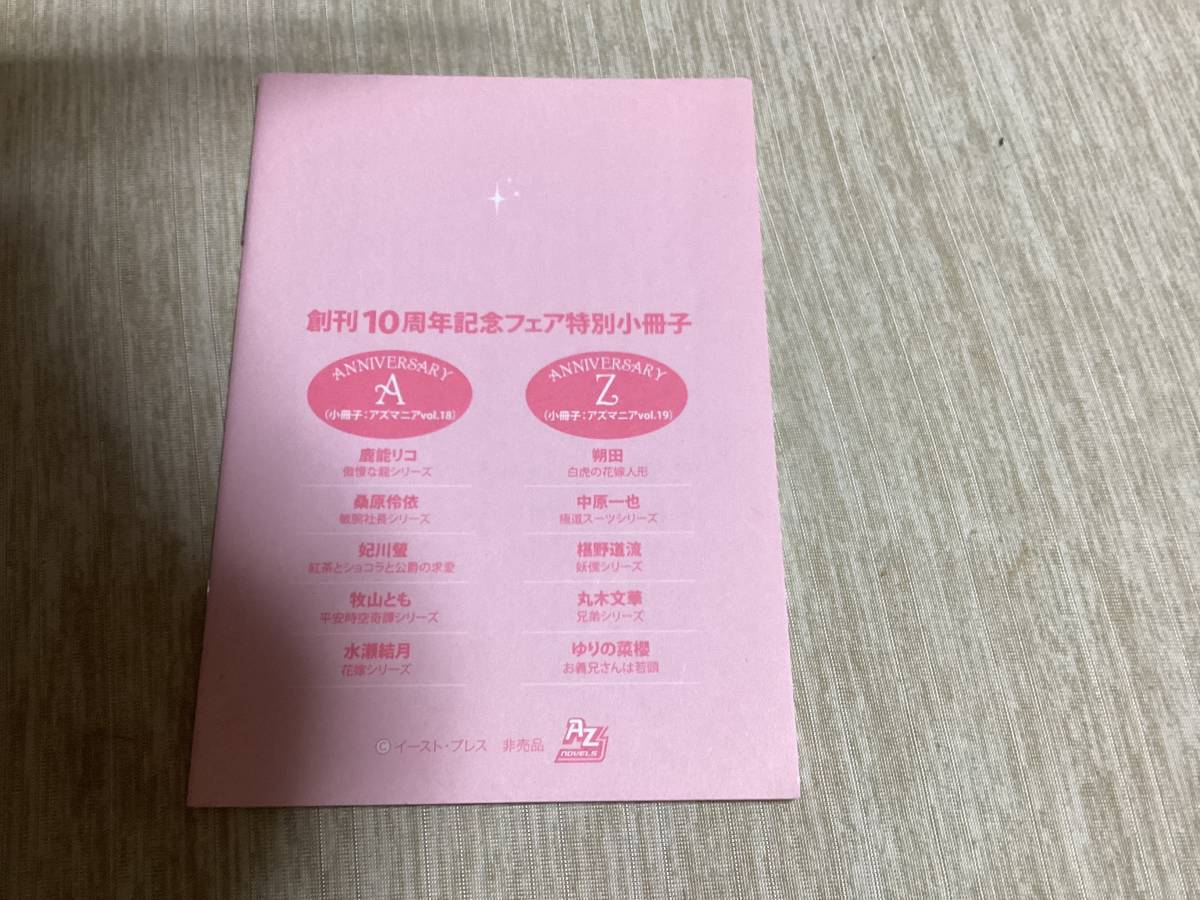 創刊10周年記念フェア特別小冊子
ANNIVERSARY
A
(小冊子：アズマニアvol.18)
鹿能リコ
傲慢な龍シリーズ
桑原伶依
敏腕社長シリーズ
妃川螢
紅茶とショコラと公爵の求愛
牧山とも
平安時空奇譚シリーズ
水瀬結月
花嫁シリーズ
ANNIVERSARY
Z
(小冊子：アズマニアvol.19)
朔田
白虎の花嫁人形
中原一也
極道スーツシリーズ
椹野道流
妖僕シリーズ
丸木文華
兄弟シリーズ
ゆりの菜櫻
お義兄さんは若頭
©イースト・プレス 非売品
AZ
NOVELS